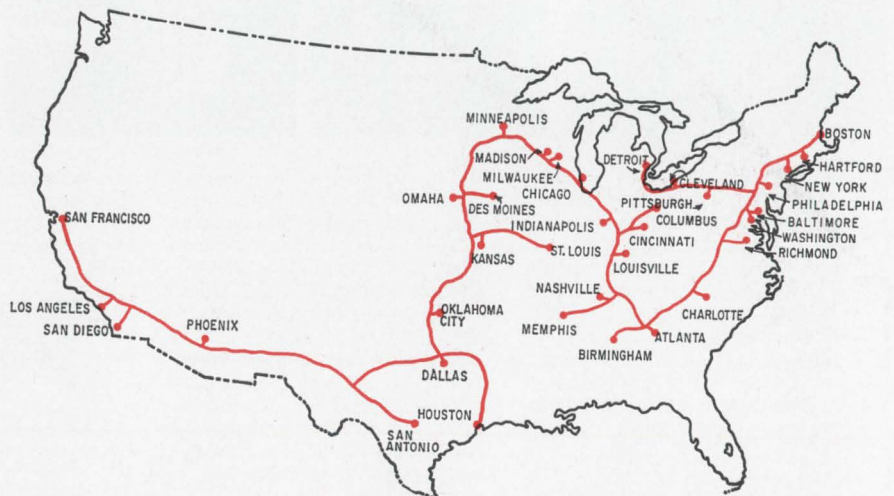 MINNEAPOLIS
BOSTON
MADISON
DETROIT
HARTFORD
MILWAUKEE
CLEVELAND
CHICAGO
NEW YORK
OMAHA
DES MOINES
PITTSBURGH
PHILADELPHIA
COLUMBUS
BALTIMORE
SAN FRANCISCO
INDIANAPOLIS
CINCINNATI
WASHINGTON
KANSAS
ST. LOUIS
RICHMOND
LOUISVILLE
NASHVILLE
LOS ANGELES
OKLAHOMA
CITY
CHARLOTTE
SAN DIEGO
PHOENIX
MEMPHIS
ATLANTA
BIRMINGHAM
DALLAS
HOUSTON
SAN
ANTONIO